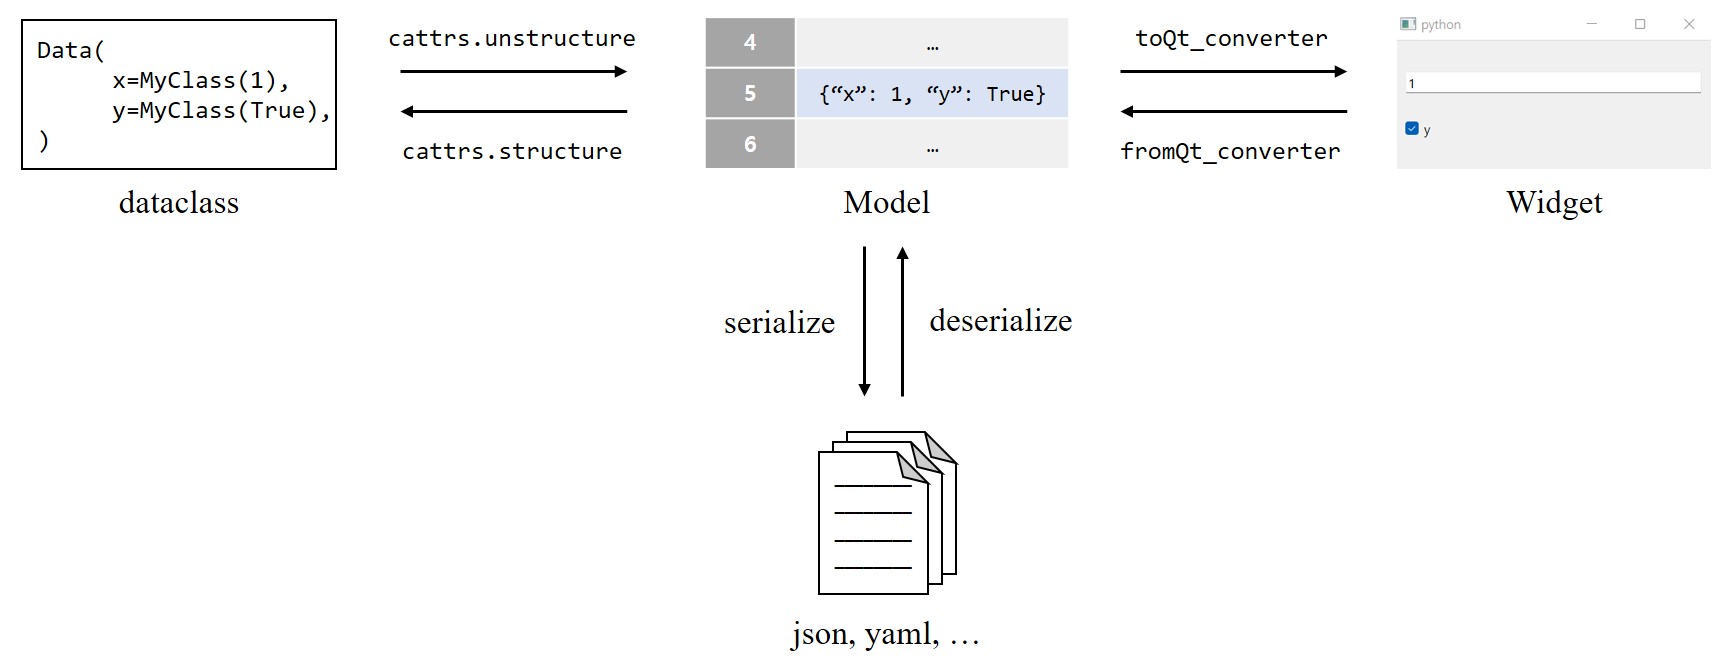 Data(
x=MyClass(1),
y=MyClass(True),
)
dataclass
cattrs.unstructure
cattrs.structure
4 …
5 {“x”: 1, “y”: True}
6 …
Model
toQt_converter
fromQt_converter
python
1
y
Widget
serialize
deserialize
json, yaml, …